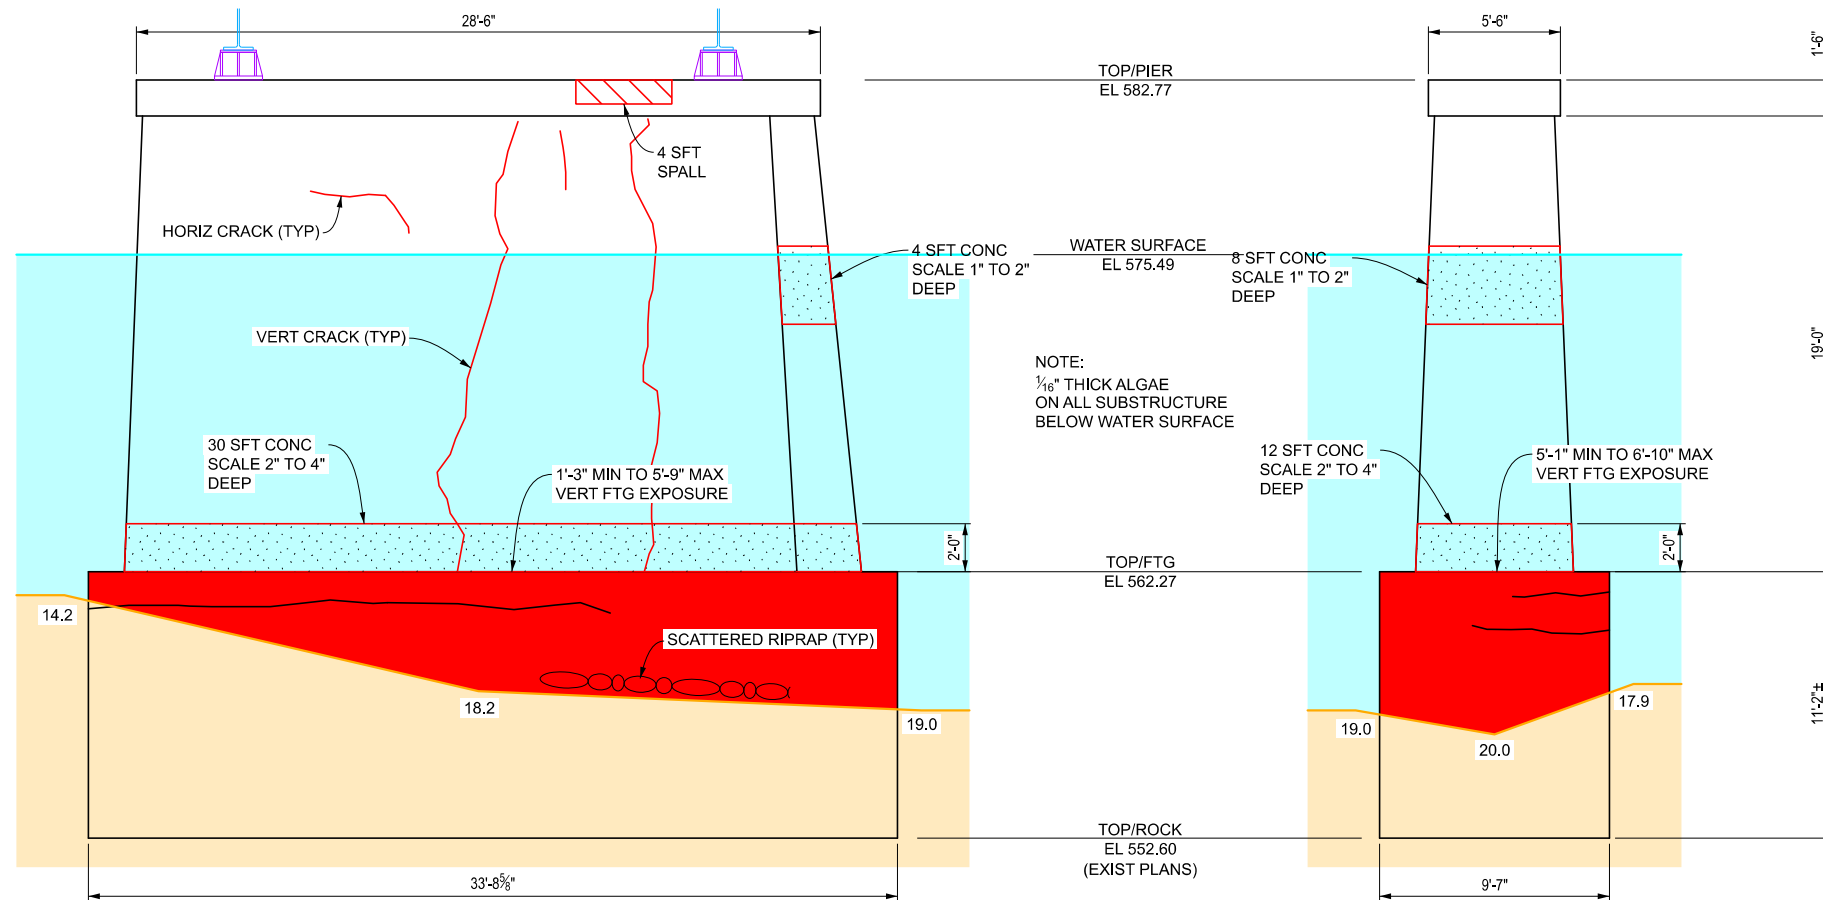 28'-6"
5'-6"
1'-6"
TOP/PIER
EL 582.77
4 SFT
SPALL
HORIZ CRACK (TYP)
4 SFT CONC
SCALE 1" TO 2"
DEEP
WATER SURFACE
EL 575.49
8 SFT CONC
SCALE 1" TO 2"
DEEP
VERT CRACK (TYP)
NOTE:
1⁄16" THICK ALGAE
ON ALL SUBSTRUCTURE
BELOW WATER SURFACE
19'-0"
30 SFT CONC
SCALE 2" TO 4"
DEEP
1'-3" MIN TO 5'-9" MAX
VERT FTG EXPOSURE
12 SFT CONC
SCALE 2" TO 4"
DEEP
5'-1" MIN TO 6'-10" MAX
VERT FTG EXPOSURE
2'-0"
2'-0"
TOP/FTG
EL 562.27
14.2
SCATTERED RIPRAP (TYP)
18.2
19.0
19.0
20.0
17.9
11'-2"±
TOP/ROCK
EL 552.60
(EXIST PLANS)
33'-8⅝"
9'-7"